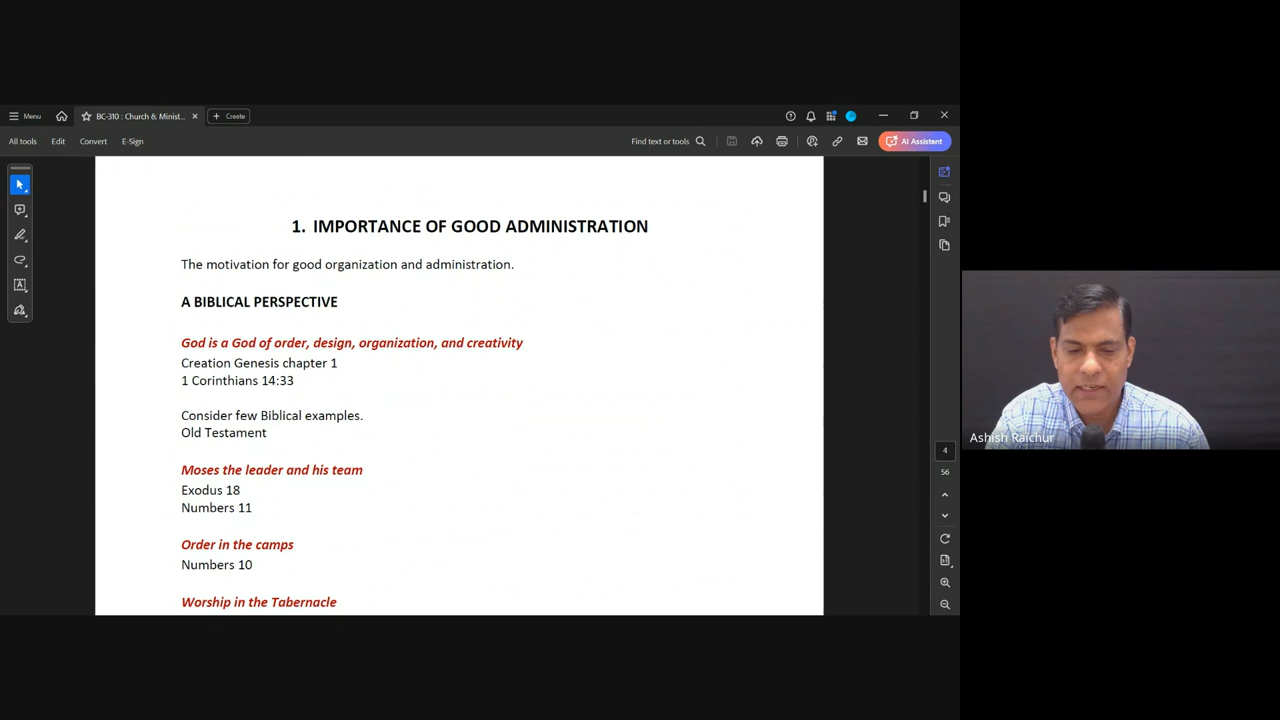 Menu
BC-310 : Church & Minist...
Create
All tools
Edit
Convert
E-Sign
Find text or tools
AI Assistant
1. IMPORTANCE OF GOOD ADMINISTRATION
The motivation for good organization and administration.
A BIBLICAL PERSPECTIVE
God is a God of order, design, organization, and creativity
Creation Genesis chapter 1
1 Corinthians 14:33
Consider few Biblical examples.
Old Testament
Moses the leader and his team
Exodus 18
Numbers 11
Order in the camps
Numbers 10
Worship in the Tabernacle
4
56
Ashish Raichur